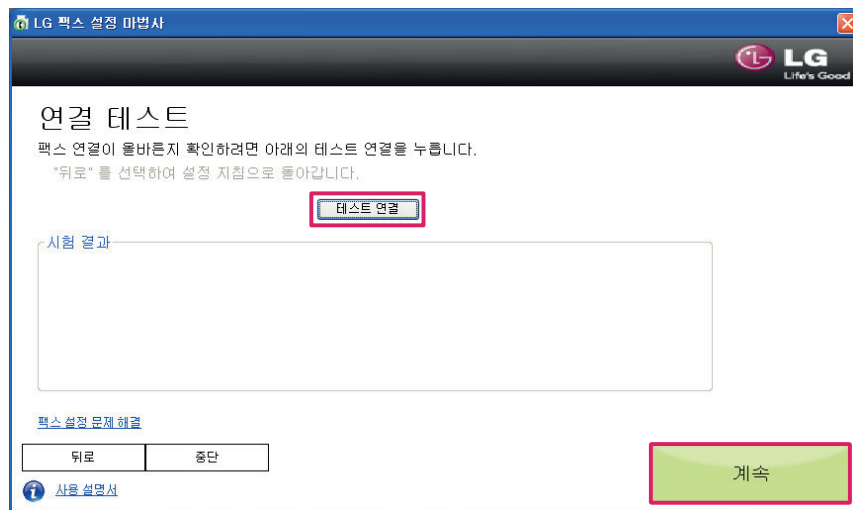 LG 팩스 설정 마법사
LG
Life's Good
연결 테스트
팩스 연결이 올바른지 확인하려면 아래의 테스트 연결을 누릅니다.
"뒤로" 를 선택하여 설정 지침으로 돌아갑니다.
테스트 연결
시험 결과
팩스 설정 문제 해결
뒤로 중단
계속
사용 설명서